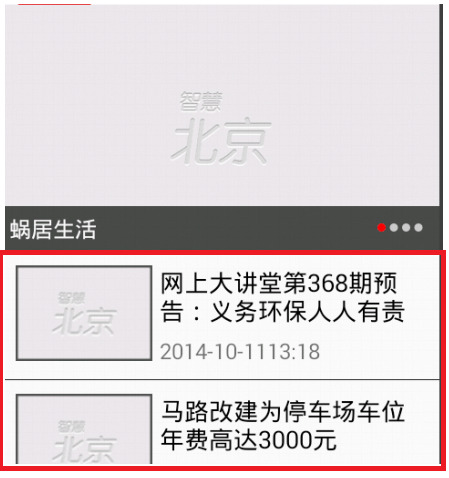 智慧
北京
蜗居生活
智慧
北京
网上大讲堂第368期预
告：义务环保人人有责
2014-10-1113:18
智慧
北京
马路改建为停车场车位
年费高达3000元